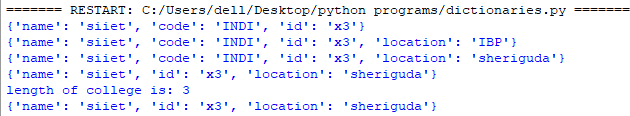 ======= RESTART: C:/Users/dell/Desktop/python programs/dictionaries.py =======
{'name': 'siiet', 'code': 'INDI', 'id': 'x3'}
{'name': 'siiet', 'code': 'INDI', 'id': 'x3', 'location': 'IBP'}
{'name': 'siiet', 'code': 'INDI', 'id': 'x3', 'location': 'sheriguda'}
{'name': 'siiet', 'id': 'x3', 'location': 'sheriguda'}
length of college is: 3
{'name': 'siiet', 'id': 'x3', 'location': 'sheriguda'}